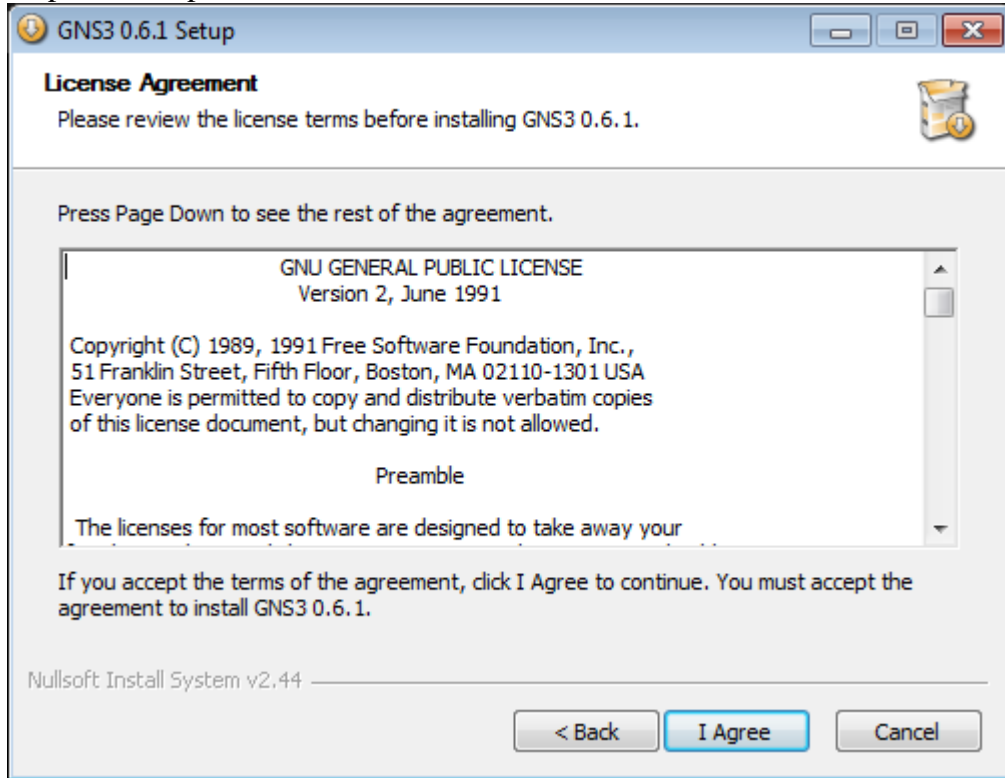 GNS3 0.6.1 Setup
License Agreement
Please review the license terms before installing GNS3 0.6.1.
Press Page Down to see the rest of the agreement.
GNU GENERAL PUBLIC LICENSE
Version 2, June 1991
Copyright (C) 1989, 1991 Free Software Foundation, Inc.,
51 Franklin Street, Fifth Floor, Boston, MA 02110-1301 USA
Everyone is permitted to copy and distribute verbatim copies
of this license document, but changing it is not allowed.
Preamble
The licenses for most software are designed to take away your
If you accept the terms of the agreement, click I Agree to continue. You must accept the
agreement to install GNS3 0.6.1.
Nullsoft Install System v2.44
< Back I Agree Cancel